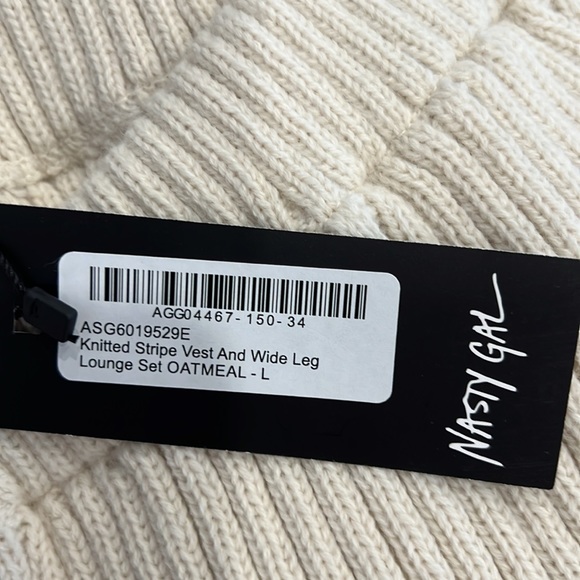 AGG04467-150-34
ASG6019529E
Knitted Stripe Vest And Wide Leg
Lounge Set OATMEAL - L
NASTY GAL